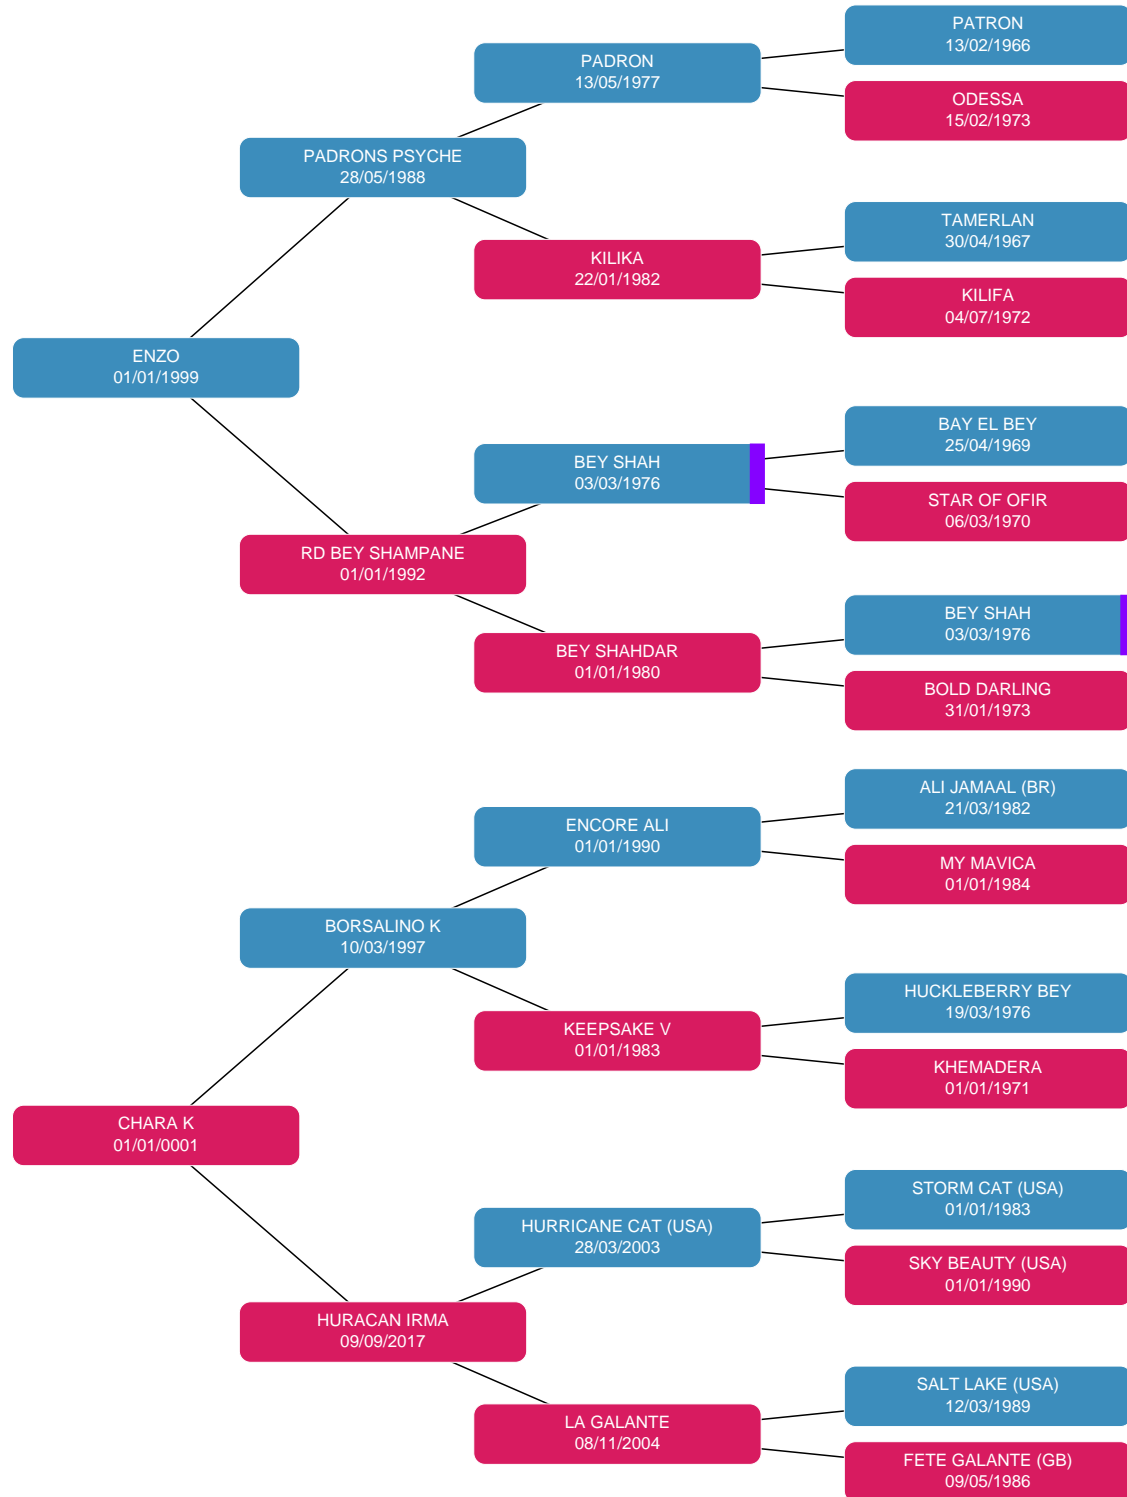 PATRON
13/02/1966
PADRON
13/05/1977
ODESSA
15/02/1973
PADRONS PSYCHE
28/05/1988
TAMERLAN
30/04/1967
KILIKA
22/01/1982
KILIFA
04/07/1972
ENZO
01/01/1999
BAY EL BEY
25/04/1969
BEY SHAH
03/03/1976
STAR OF OFIR
06/03/1970
RD BEY SHAMPANE
01/01/1992
BEY SHAH
03/03/1976
BEY SHAHDAR
01/01/1980
BOLD DARLING
31/01/1973
ALI JAMAAL (BR)
21/03/1982
ENCORE ALI
01/01/1990
MY MAVICA
01/01/1984
BORSALINO K
10/03/1997
HUCKLEBERRY BEY
19/03/1976
KEEPSAKE V
01/01/1983
KHEMADERA
01/01/1971
CHARA K
01/01/0001
STORM CAT (USA)
01/01/1983
HURRICANE CAT (USA)
28/03/2003
SKY BEAUTY (USA)
01/01/1990
HURACAN IRMA
09/09/2017
SALT LAKE (USA)
12/03/1989
LA GALANTE
08/11/2004
FETE GALANTE (GB)
09/05/1986